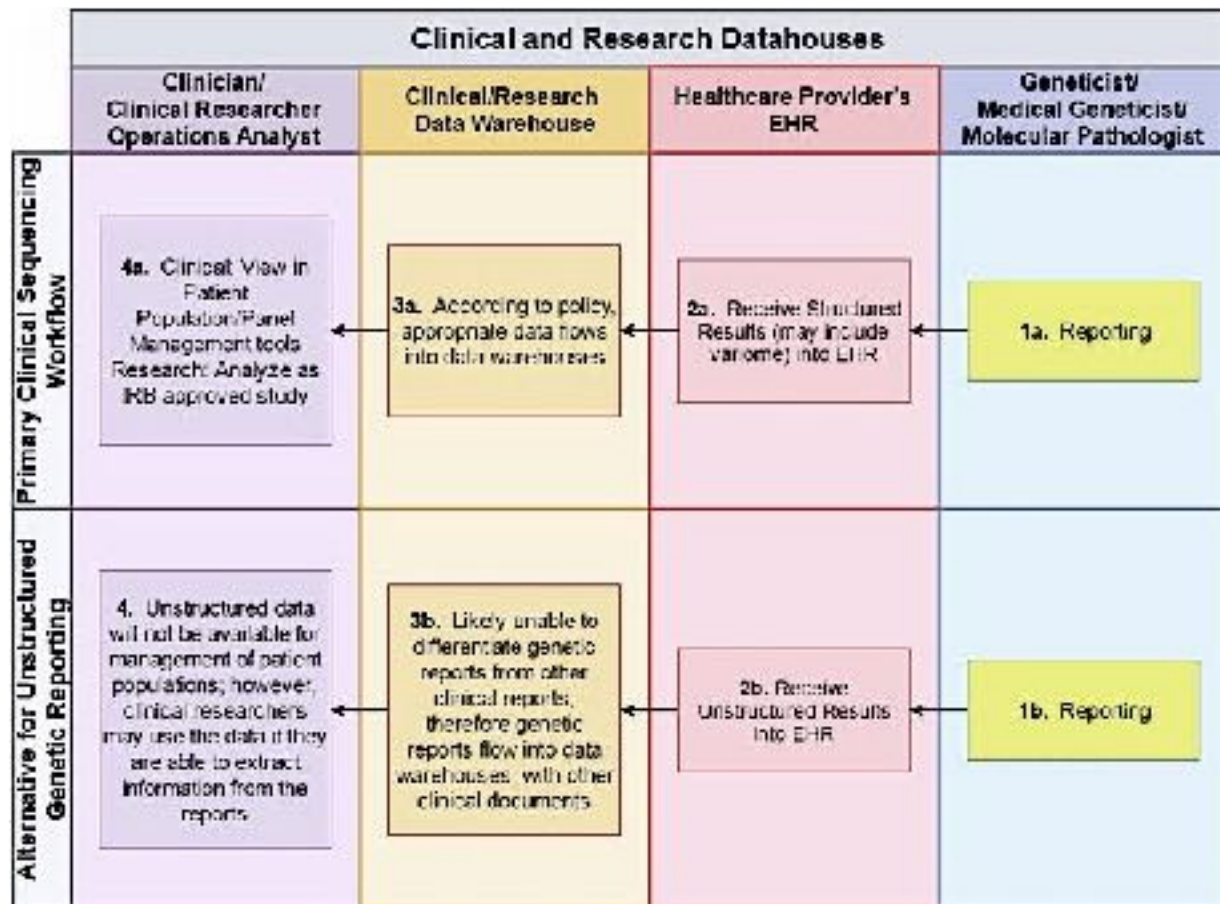 Clinical and Research Datahouses
Clinician/
Clinical Researcher
Operations Analyst
Clinical/Research
Data Warehouse
Healthcare Provider's
EHR
Geneticist/
Medical Geneticist/
Molecular Pathologist
Primary Clinical Sequencing
Workflow
4a. Clinical: View in
Patient
Population/Panel
Management tools
Research: Analyze as
IRB approved study
3a. According to policy,
appropriate data flows
into data warehouses
2a. Receive Structured
Results (may include
variome) into EHR
1a. Reporting
Alternative for Unstructured
Genetic Reporting
4. Unstructured data
will not be available for
management of patient
populations; however,
clinical researchers
may use the data if they
are able to extract
information from the
reports
3b. Likely unable to
differentiate genetic
reports from other
clinical reports,
therefore genetic
reports flow into data
warehouses with other
clinical documents
2b. Receive
Unstructured Results
into EHR
1b. Reporting